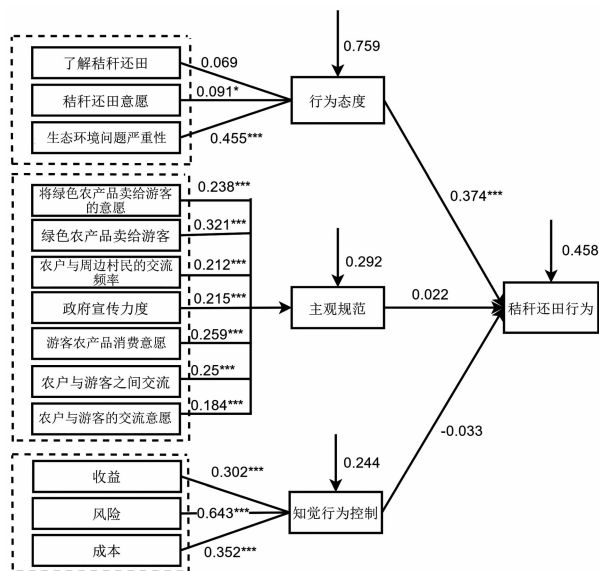 0.759
了解秸秆还田
0.069
秸秆还田意愿
0.091*
行为态度
生态环境问题严重性
0.455***
将绿色农产品卖给游客
的意愿
0.238***
0.374***
绿色农产品卖给游客
0.321***
农户与周边村民的交流
频率
0.212***
0.292
0.458
政府宣传力度
0.215***
主观规范
0.022
秸秆还田行为
游客农产品消费意愿
0.259***
农户与游客之间交流
0.25***
农户与游客的交流意愿
0.184***
-0.033
0.244
收益
0.302***
风险
0.643***
知觉行为控制
成本
0.352***